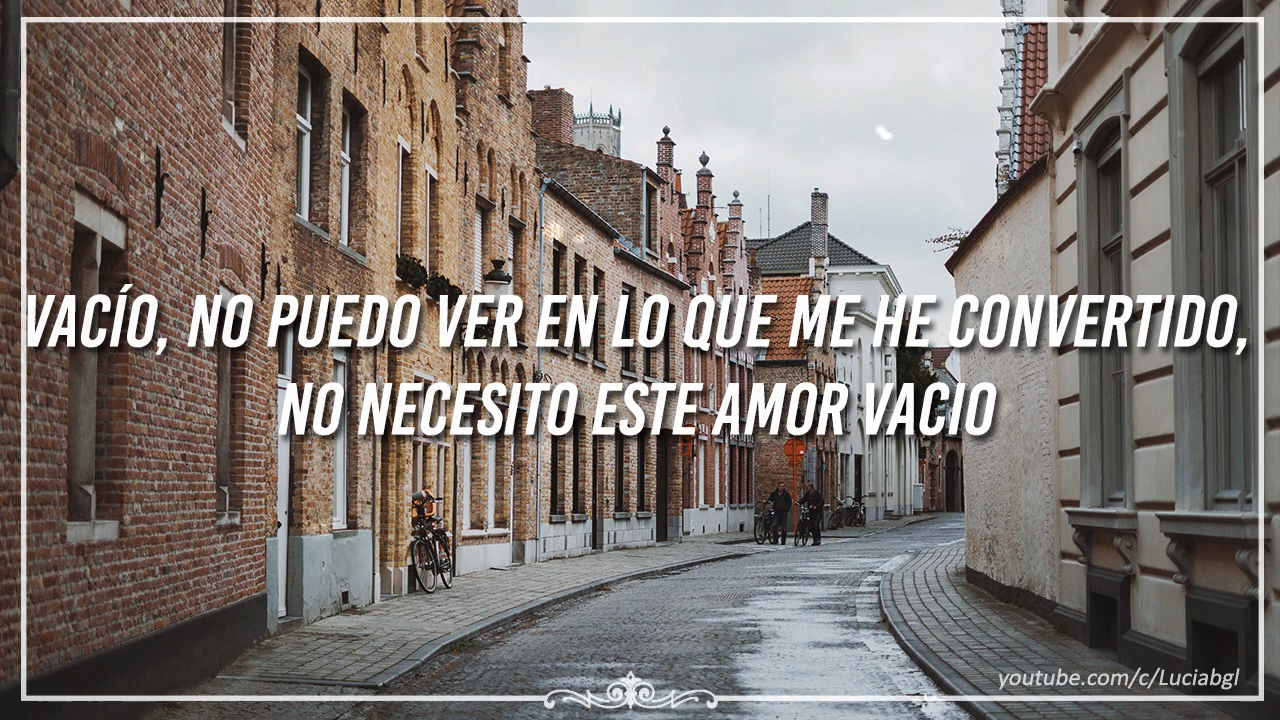 VACÍO, NO PUEDO VER EN LO QUE ME HE CONVERTIDO,
NO NECESITO ESTE AMOR VACIO
youtube.com/c/Luciabgl